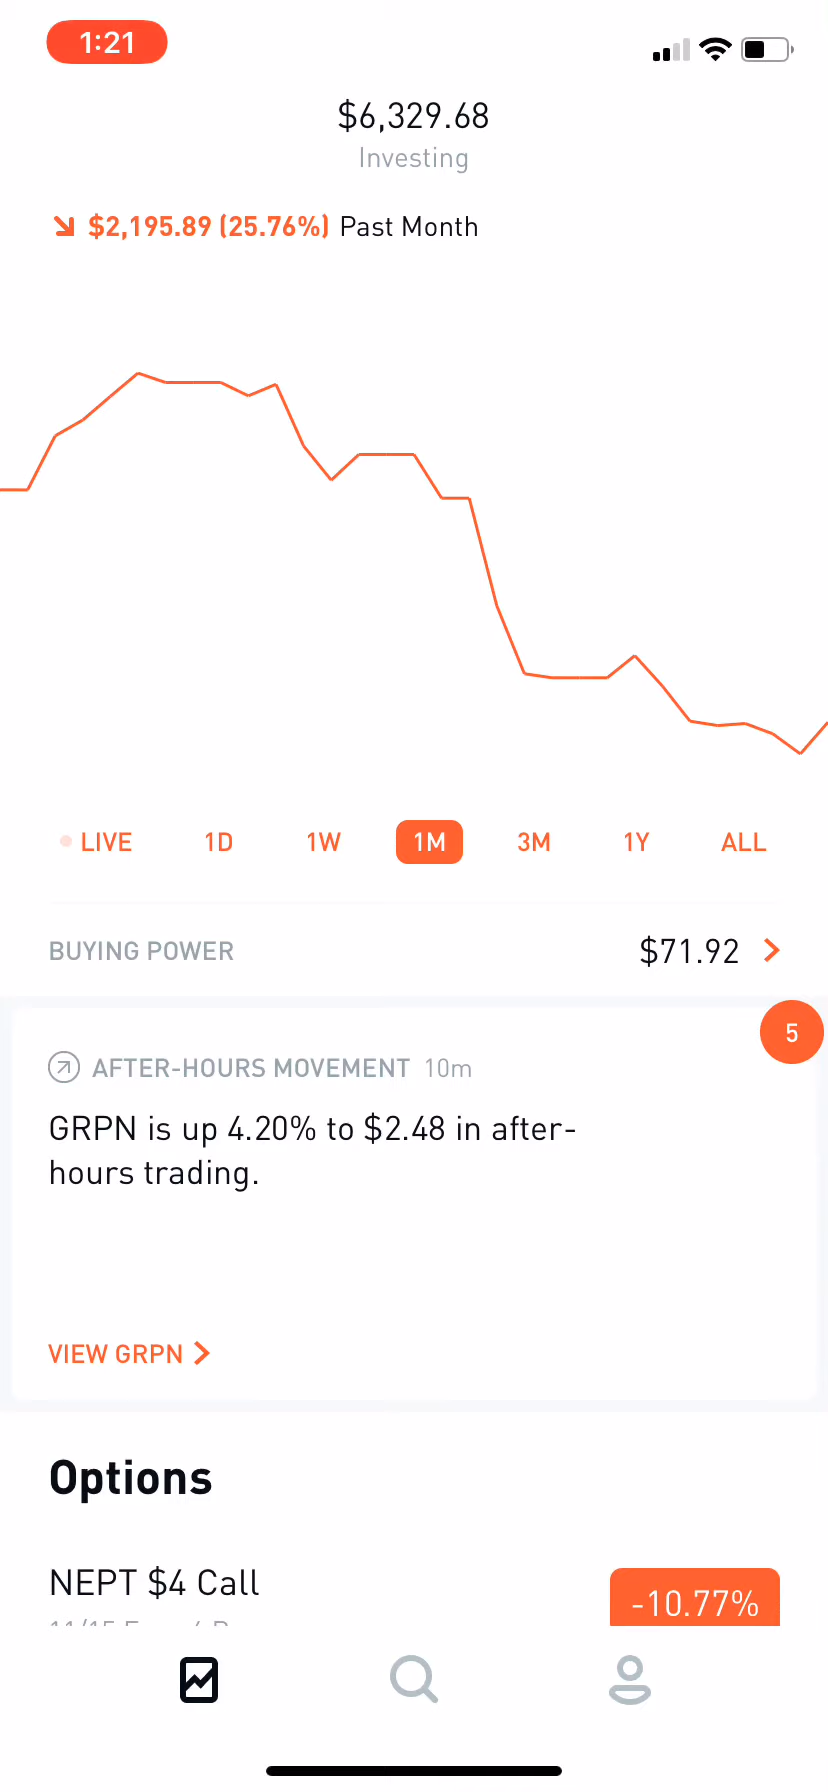 1:21
$6,329.68
Investing
$2,195.89 (25.76%) Past Month
LIVE 1D 1W 1M 3M 1Y ALL
BUYING POWER $71.92
5
AFTER-HOURS MOVEMENT 10m
GRPN is up 4.20% to $2.48 in after-
hours trading.
VIEW GRPN
Options
NEPT $4 Call
-10.77%